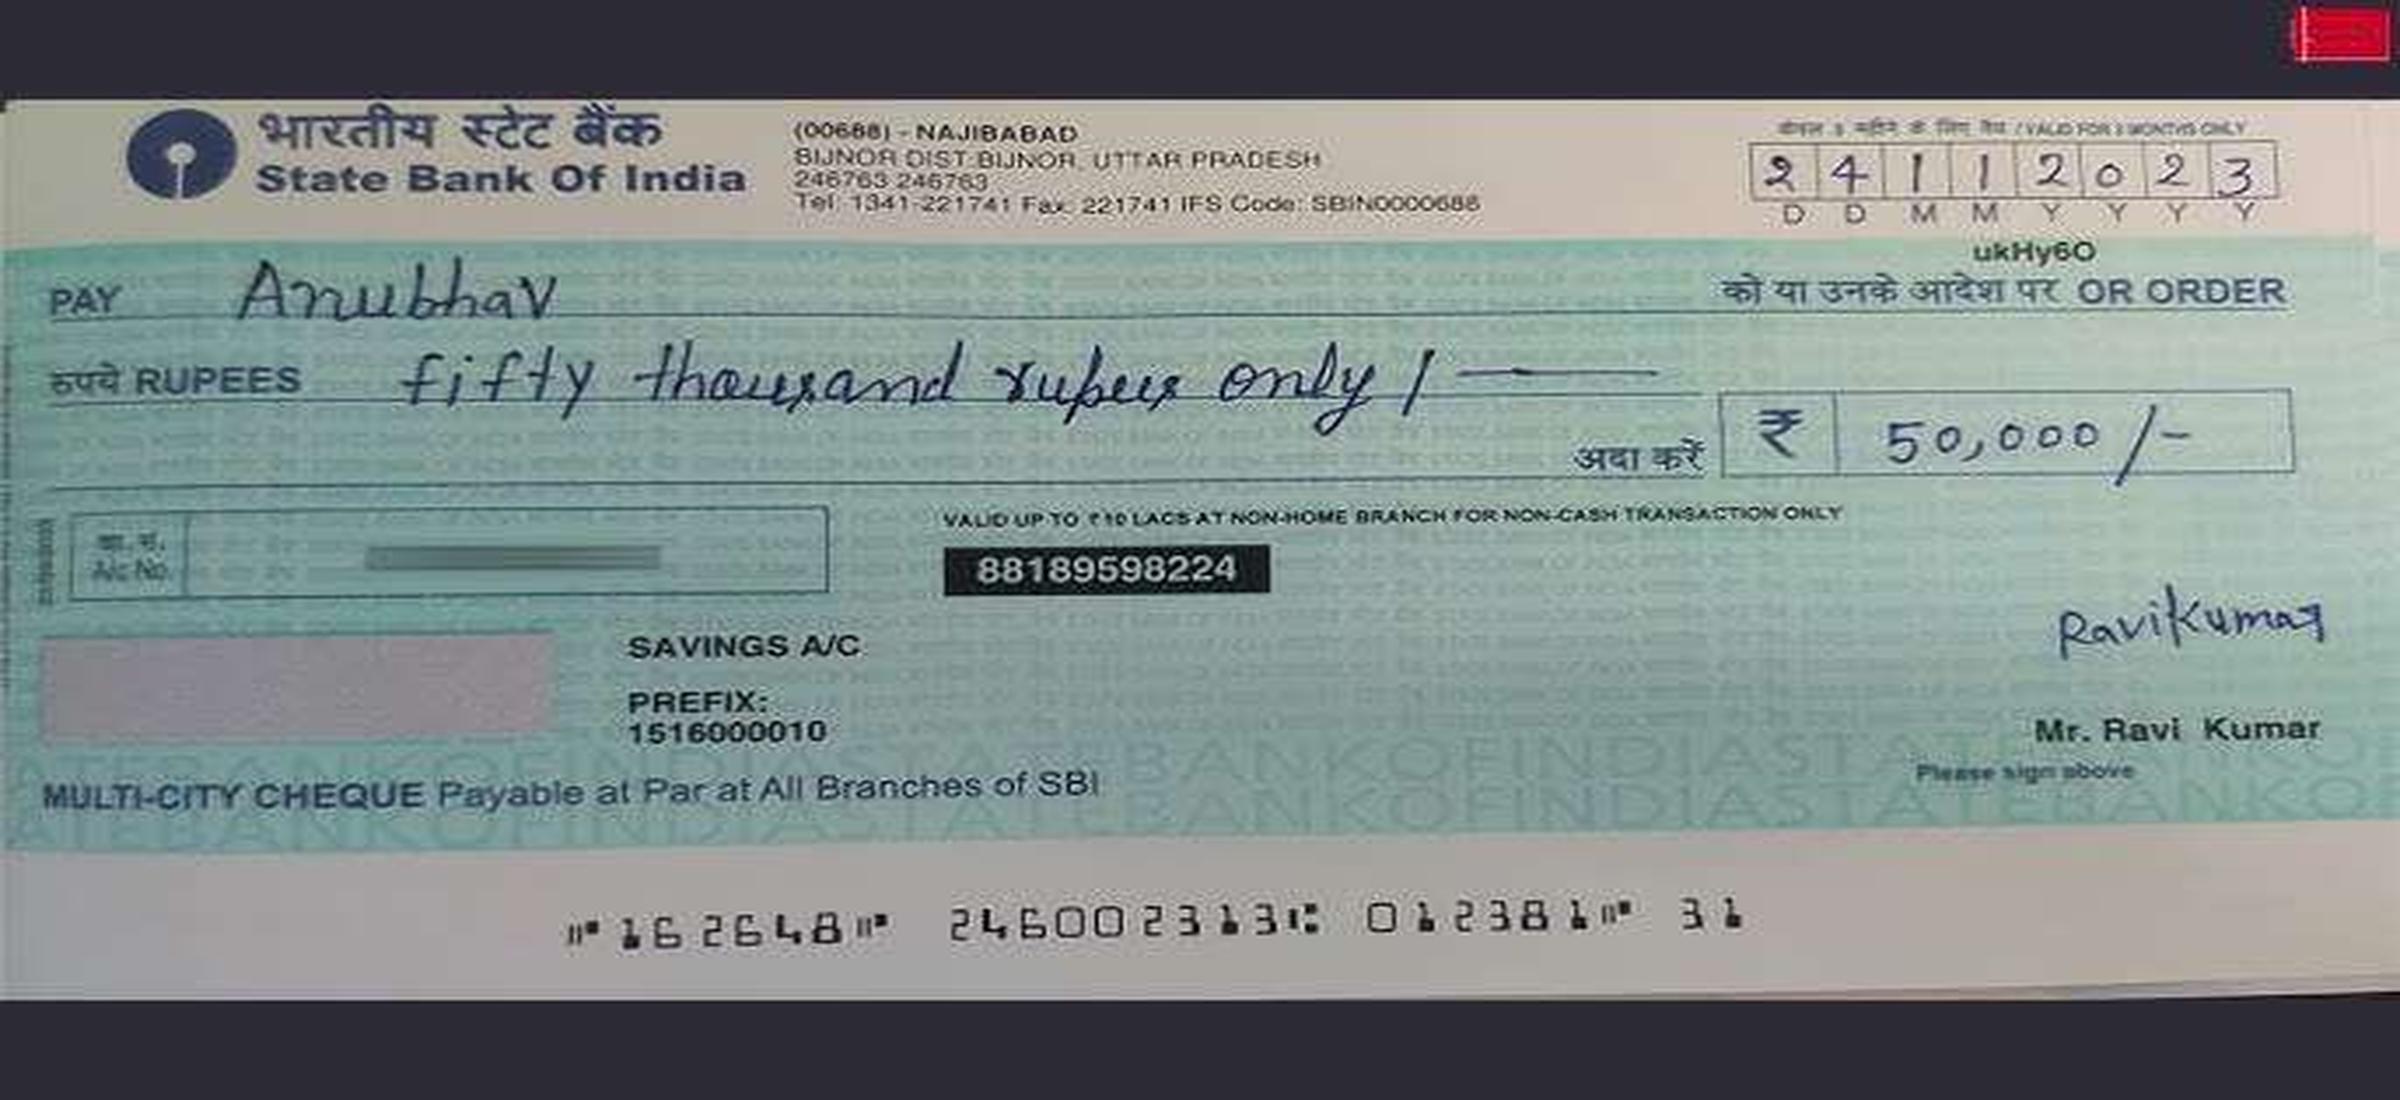 भारतीय स्टेट बैंक
State Bank Of India
(00688) - NAJIBABAD
BIJNOR DIST:BIJNOR, UTTAR PRADESH
246763 246763
Tel: 1341-221741 Fax: 221741 IFS Code: SBIN0000688
केवल 3 महीने के लिए वैध / VALID FOR 3 MONTHS ONLY
2 4 1 1 2 0 2 3
D D M M Y Y Y Y
ukHy6O
PAY Anubhav को या उनके आदेश पर OR ORDER
रुपये RUPEES fifty thousand rupees only /
अदा करें ₹ 50,000/-
खा. सं.
A/c No.
VALID UP TO ₹ 10 LACS AT NON-HOME BRANCH FOR NON-CASH TRANSACTION ONLY
88189598224
Ravikumar
SAVINGS A/C
PREFIX:
1516000010
Mr. Ravi Kumar
Please sign above
MULTI-CITY CHEQUE Payable at Par at All Branches of SBI
⑈162648⑈ 246002313⑆ 012381⑈ 31